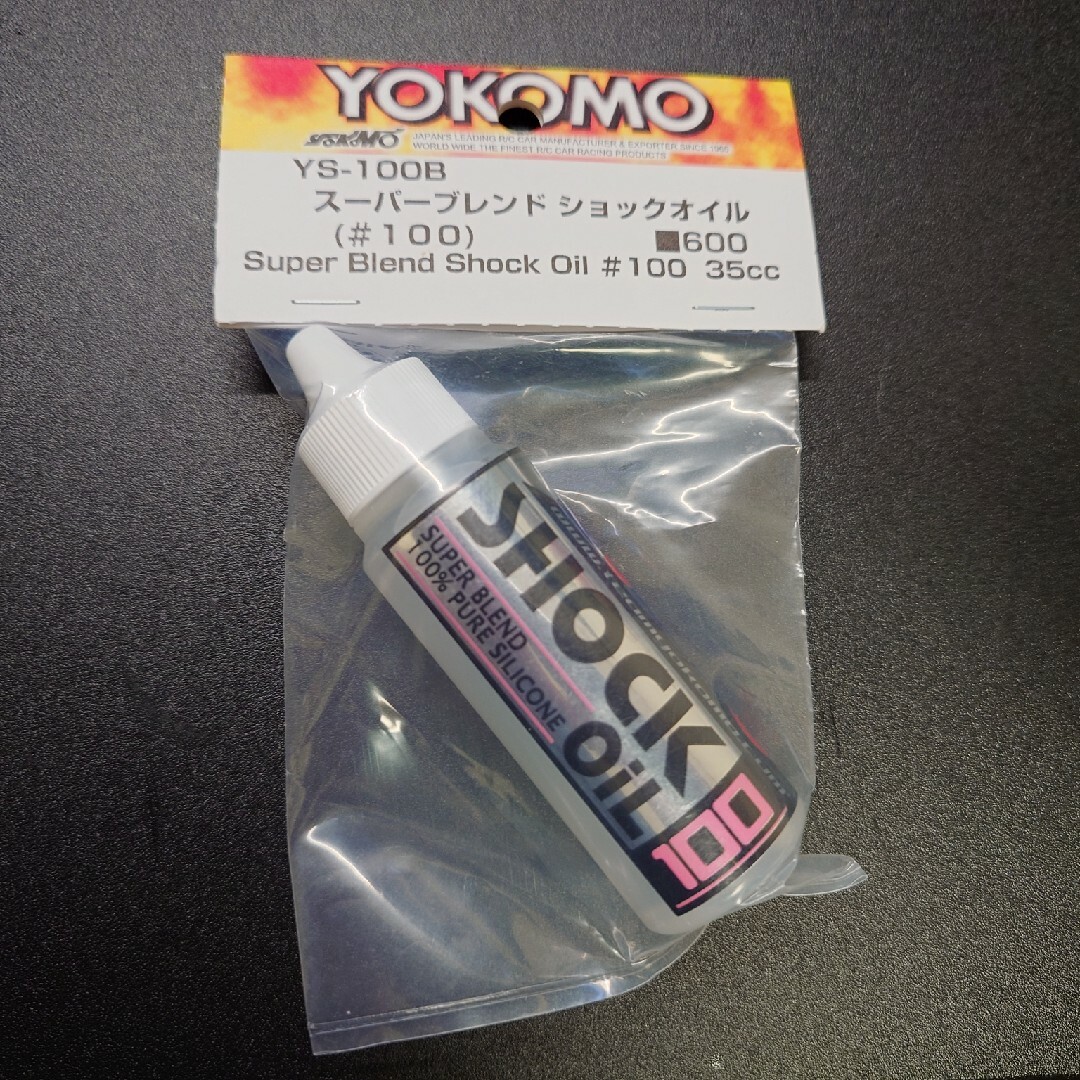 YOKOMO
YOKOMO JAPAN'S LEADING R/C CAR MANUFACTURER & EXPORTER SINCE 1965
WORLD WIDE THE FINEST R/C CAR RACING PRODUCTS
YS-100B
スーパーブレンド ショックオイル
(#100) ■600
Super Blend Shock Oil #100 35cc
SHOCK
OiL
SUPER BLEND
100% PURE SILICONE
100